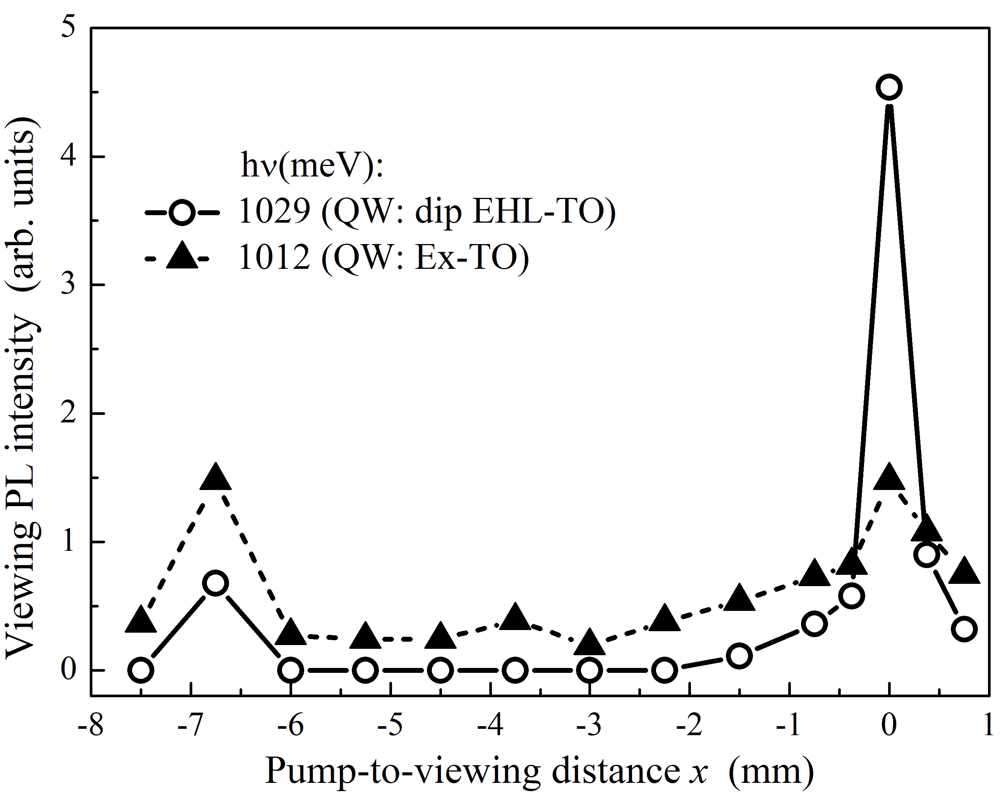 5
4
3
2
1
0
Viewing PL intensity (arb. units)
hν(meV):
1029 (QW: dip EHL-TO)
1012 (QW: Ex-TO)
-8 -7 -6 -5 -4 -3 -2 -1 0 1
Pump-to-viewing distance x (mm)